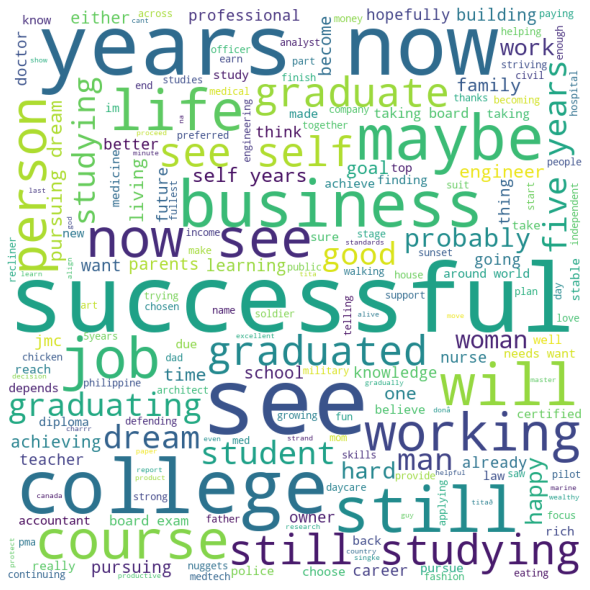 across
money
know
either
professional
hopefully
building
paying
cant
officer
analyst
become
helping
show
earn
part
work
enough
doctor
years now
end
studies
study
finish
striving
civil
hospital
im
medical
becoming
family
life
graduate
company
na
made
together
thanks
proceed
minute
preferred
engineering
taking board
taking
better
think
maybe
five years
person
studying
pursuing dream
see self
goal
top
engineer
people
last
god
medicine
fullest
self years
achieve
finding
thing
suit
start
independent
living
future
business
new
income
now see
good
sure
stage
probably
take
recliner
want
standards
parents
learning
make
public
walking
sunset
going
house
around world
plan
stable
learn
align
successful
art
trying
chosen
name
soldier
support
alive
day
love
tita
telling
move
5years
excellent
jmc
due
job
graduated
woman
well
needs want
reach
chicken
dad
military
decision
philippine
time
school
nurse
knowledge
gradually
depends
architect
master
see
will
graduating
growing
fun
one
believe
certified
diploma
charrr
defending
strand
mom
donâ
achieving
dream
student
even
med
skills
provide
hard
man
already
happy
working
teacher
paper
report
product
college
still
helpful
law
saw
pilot
canada
strong
daycare
titað
applying
marine
wealthy
accountant
father
owner
guy
focus
course
board exam
research
back
rich
pma
protect
really
country
singke
still studying
continuing
pursuing
nuggets
medtech
police
choose
career
pursue
fashion
eating
productive